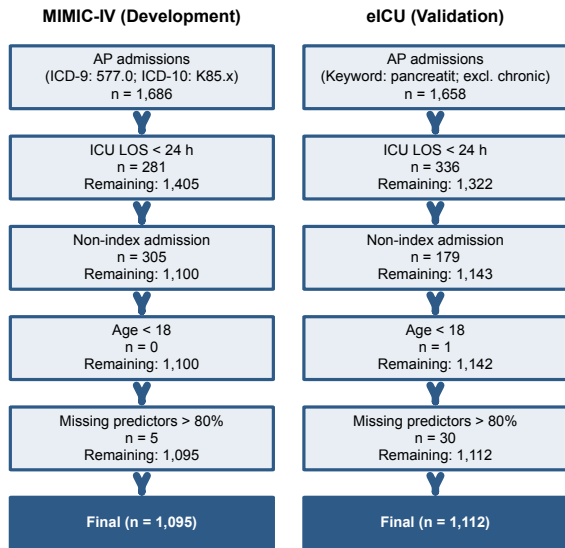 MIMIC-IV (Development)
AP admissions
(ICD-9: 577.0; ICD-10: K85.x)
n = 1,686
ICU LOS < 24 h
n = 281
Remaining: 1,405
Non-index admission
n = 305
Remaining: 1,100
Age < 18
n = 0
Remaining: 1,100
Missing predictors > 80%
n = 5
Remaining: 1,095
Final (n = 1,095)
eICU (Validation)
AP admissions
(Keyword: pancreatit; excl. chronic)
n = 1,658
ICU LOS < 24 h
n = 336
Remaining: 1,322
Non-index admission
n = 179
Remaining: 1,143
Age < 18
n = 1
Remaining: 1,142
Missing predictors > 80%
n = 30
Remaining: 1,112
Final (n = 1,112)